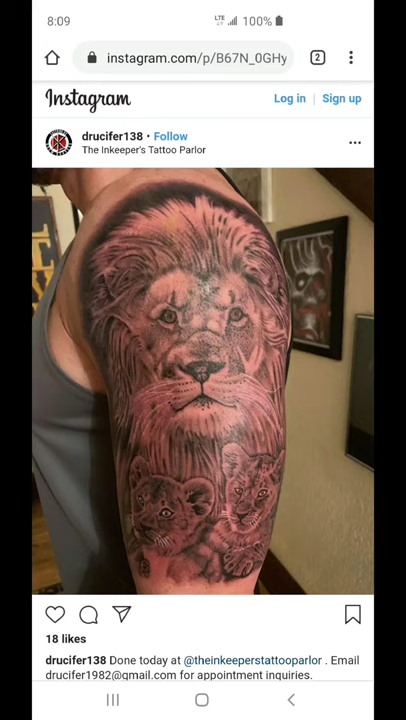 8:09
LTE
100%
instagram.com/p/B67N_0GHy
2
Instagram
Log in | Sign up
drucifer138 • Follow
The Inkeeper's Tattoo Parlor
18 likes
drucifer138 Done today at @theinkeeperstattooparlor . Email
drucifer1982@gmail.com for appointment inquiries.